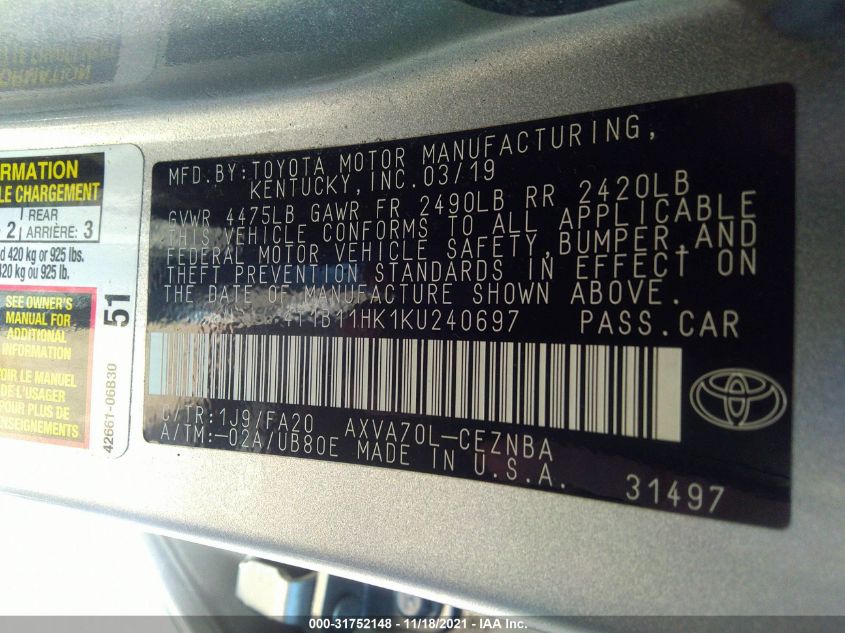 RMATION
LE CHARGEMENT
2 REAR ARRIÈRE: 3
d 420 kg or 925 lbs.
420 kg ou 925 lb.
SEE OWNER'S
MANUAL FOR
ADDITIONAL
INFORMATION
OIR LE MANUEL
DE L'USAGER
POUR PLUS DE
ENSEIGNEMENTS
51
42661-06B30
MFD.BY:TOYOTA MOTOR MANUFACTURING,
KENTUCKY,INC.03/19
GVWR 4475LB GAWR FR 2490LB RR 2420LB
THIS VEHICLE CONFORMS TO ALL APPLICABLE
FEDERAL MOTOR VEHICLE SAFETY,BUMPER,AND
THEFT PREVENTION STANDARDS IN EFFECT ON
THE DATE OF MANUFACTURE SHOWN ABOVE.
4T1B11HK1KU240697 PASS.CAR
C/TR:1J9/FA20 AXVA70L-CEZNBA
A/TM:-02A/UB80E MADE IN U.S.A.
31497
000-31752148 - 11/18/2021 - IAA Inc.